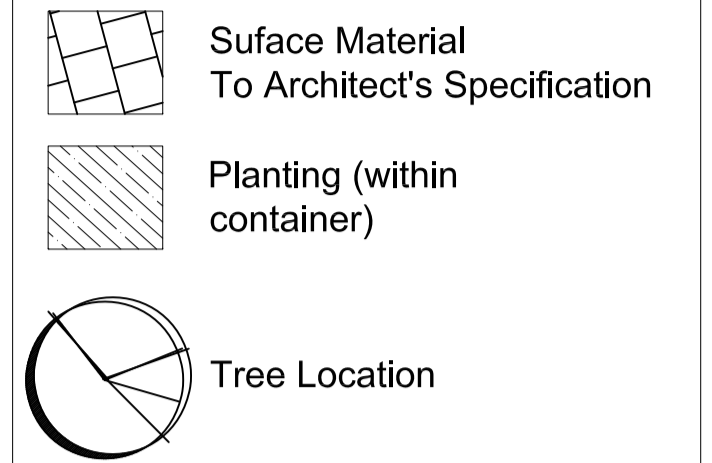 Suface Material
To Architect's Specification
Planting (within
container)
Tree Location